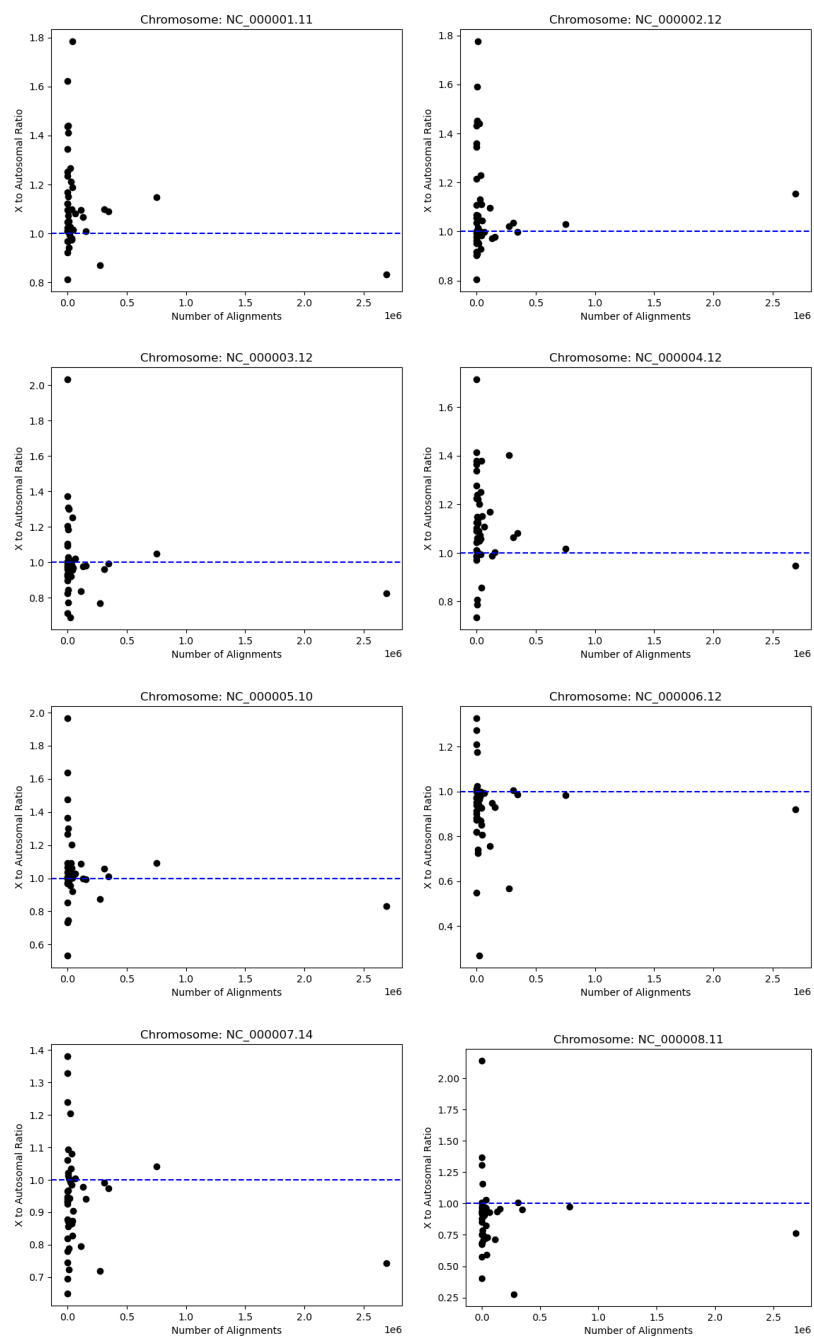 Chromosome: NC_000001.11
1.8
1.6
1.4
1.2
1.0
0.8
X to Autosomal Ratio
0.0 0.5 1.0 1.5 2.0 2.5
1e6
Number of Alignments
Chromosome: NC_000002.12
1.8
1.6
1.4
1.2
1.0
0.8
X to Autosomal Ratio
0.0 0.5 1.0 1.5 2.0 2.5
1e6
Number of Alignments
Chromosome: NC_000003.12
2.0
1.8
1.6
1.4
1.2
1.0
0.8
X to Autosomal Ratio
0.0 0.5 1.0 1.5 2.0 2.5
1e6
Number of Alignments
Chromosome: NC_000004.12
1.6
1.4
1.2
1.0
0.8
X to Autosomal Ratio
0.0 0.5 1.0 1.5 2.0 2.5
1e6
Number of Alignments
Chromosome: NC_000005.10
2.0
1.8
1.6
1.4
1.2
1.0
0.8
0.6
X to Autosomal Ratio
0.0 0.5 1.0 1.5 2.0 2.5
1e6
Number of Alignments
Chromosome: NC_000006.12
1.2
1.0
0.8
0.6
0.4
X to Autosomal Ratio
0.0 0.5 1.0 1.5 2.0 2.5
1e6
Number of Alignments
Chromosome: NC_000007.14
1.4
1.3
1.2
1.1
1.0
0.9
0.8
0.7
X to Autosomal Ratio
0.0 0.5 1.0 1.5 2.0 2.5
1e6
Number of Alignments
Chromosome: NC_000008.11
2.00
1.75
1.50
1.25
1.00
0.75
0.50
0.25
X to Autosomal Ratio
0.0 0.5 1.0 1.5 2.0 2.5
1e6
Number of Alignments